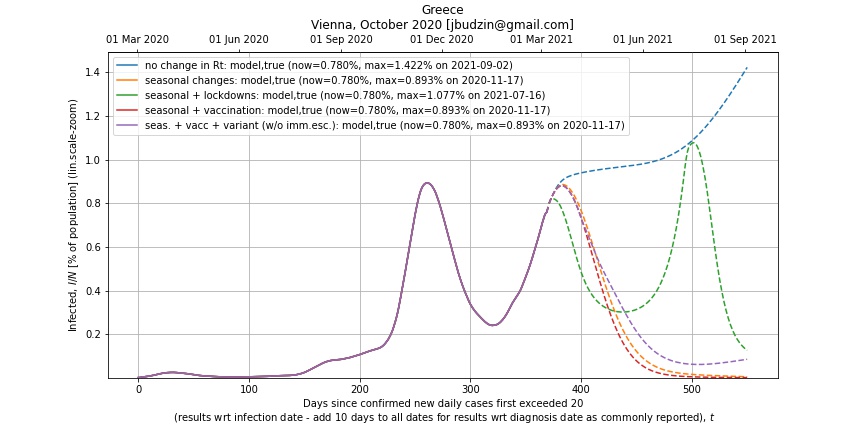 Greece
Vienna, October 2020 [jbudzin@gmail.com]
01 Mar 2020 01 Jun 2020 01 Sep 2020 01 Dec 2020 01 Mar 2021 01 Jun 2021 01 Sep 2021
no change in Rt: model,true (now=0.780%, max=1.422% on 2021-09-02)
seasonal changes: model,true (now=0.780%, max=0.893% on 2020-11-17)
seasonal + lockdowns: model,true (now=0.780%, max=1.077% on 2021-07-16)
seasonal + vaccination: model,true (now=0.780%, max=0.893% on 2020-11-17)
seas. + vacc + variant (w/o imm.esc.): model,true (now=0.780%, max=0.893% on 2020-11-17)
Infected, I/N [% of population] (lin.scale-zoom)
1.4
1.2
1.0
0.8
0.6
0.4
0.2
0 100 200 300 400 500
Days since confirmed new daily cases first exceeded 20
(results wrt infection date - add 10 days to all dates for results wrt diagnosis date as commonly reported), t